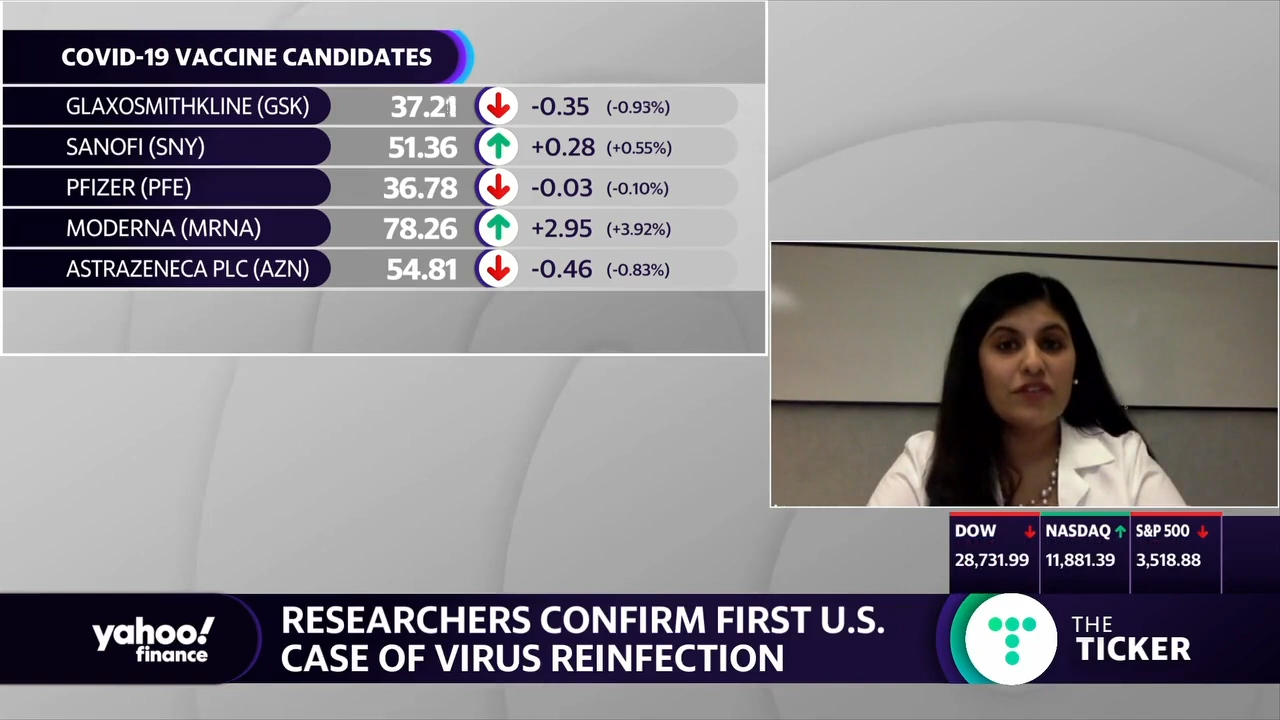 COVID-19 VACCINE CANDIDATES
GLAXOSMITHKLINE (GSK) 37.21 -0.35 (-0.93%)
SANOFI (SNY) 51.36 +0.28 (+0.55%)
PFIZER (PFE) 36.78 -0.03 (-0.10%)
MODERNA (MRNA) 78.26 +2.95 (+3.92%)
ASTRAZENECA PLC (AZN) 54.81 -0.46 (-0.83%)
DOW NASDAQ S&P 500
28,731.99 11,881.39 3,518.88
yahoo!
finance
RESEARCHERS CONFIRM FIRST U.S.
CASE OF VIRUS REINFECTION
THE
TICKER